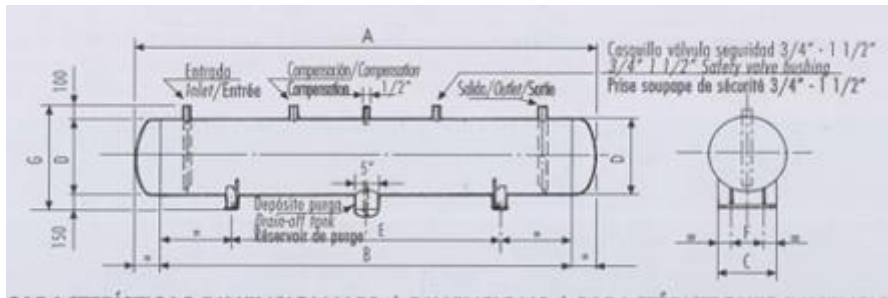 A
Entrada
Inlet/Entrée
Compensación/Compensation
Compensation
1/2"
Salida/Outlet/Sortie
Casquillo válvula seguidad 3/4" - 1 1/2"
3/4" 1 1/2" Safety valve bushing
Prise soupape de sécurité 3/4" - 1 1/2"
100
G
D
150
5"
D
Depósito purga
Drain-off tank
Réservoir de purge
E
=
=
=
B
=
=
F
=
C